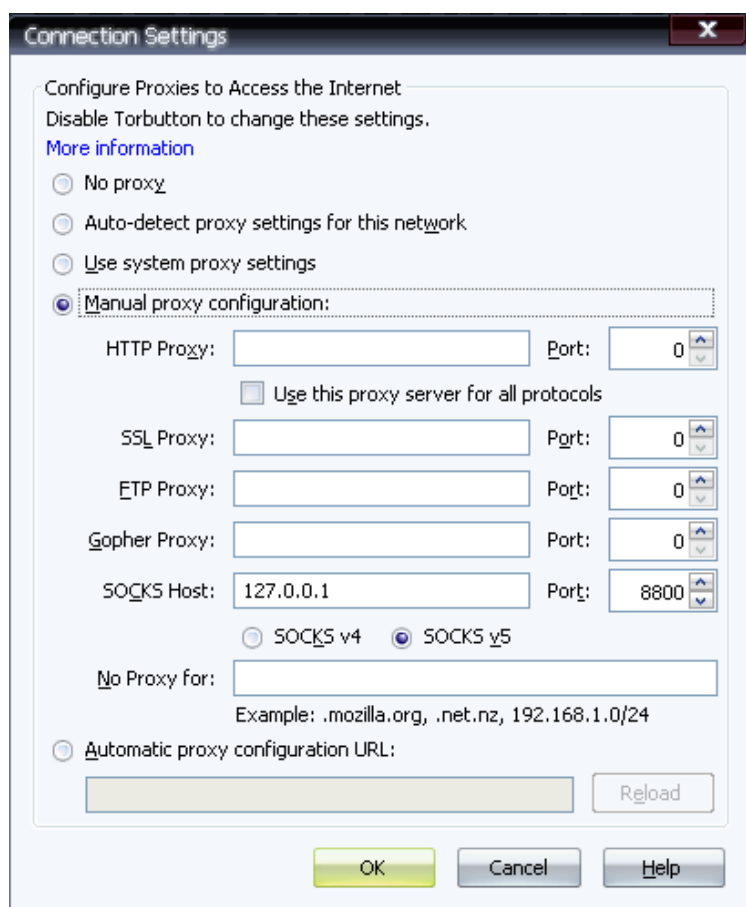 Connection Settings
x
Configure Proxies to Access the Internet
Disable Torbutton to change these settings.
More information
No proxy
Auto-detect proxy settings for this network
Use system proxy settings
Manual proxy configuration:
HTTP Proxy: Port: 0
Use this proxy server for all protocols
SSL Proxy: Port: 0
FTP Proxy: Port: 0
Gopher Proxy: Port: 0
SOCKS Host: 127.0.0.1 Port: 8800
SOCKS v4 SOCKS v5
No Proxy for:
Example: .mozilla.org, .net.nz, 192.168.1.0/24
Automatic proxy configuration URL:
Reload
OK Cancel Help